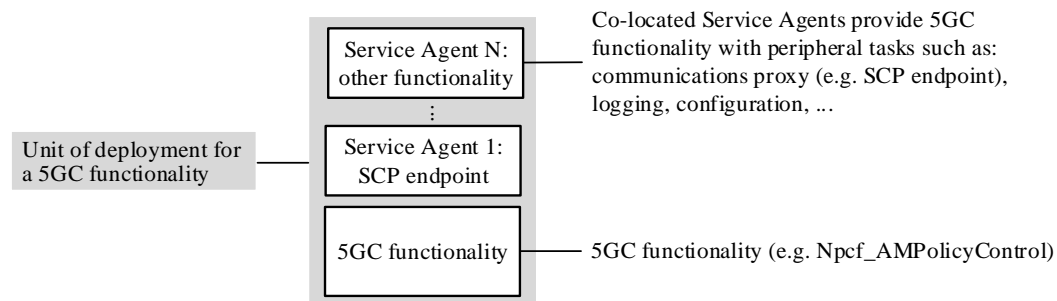 Service Agent N:
other functionality
Co-located Service Agents provide 5GC
functionality with peripheral tasks such as:
communications proxy (e.g. SCP endpoint),
logging, configuration, ...
...
Unit of deployment for
a 5GC functionality
Service Agent 1:
SCP endpoint
5GC functionality
5GC functionality (e.g. Npcf_AMPolicyControl)